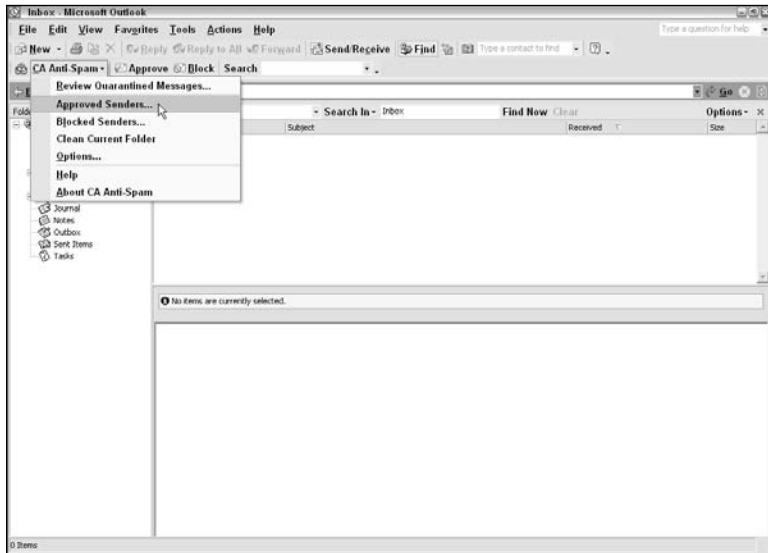 Inbox - Microsoft Outlook
File Edit View Favorites Tools Actions Help Type a question for help
New Reply Reply to All Forward Send/Receive Find Type a contact to find
CA Anti-Spam Approve Block Search
Go
Review Quarantined Messages...
Approved Senders...
Blocked Senders...
Clean Current Folder
Options...
Help
About CA Anti-Spam
Search In Inbox Find Now Clear Options
Subject Received Size
Journal
Notes
Outbox
Sent Items
Tasks
No items are currently selected.
0 Items